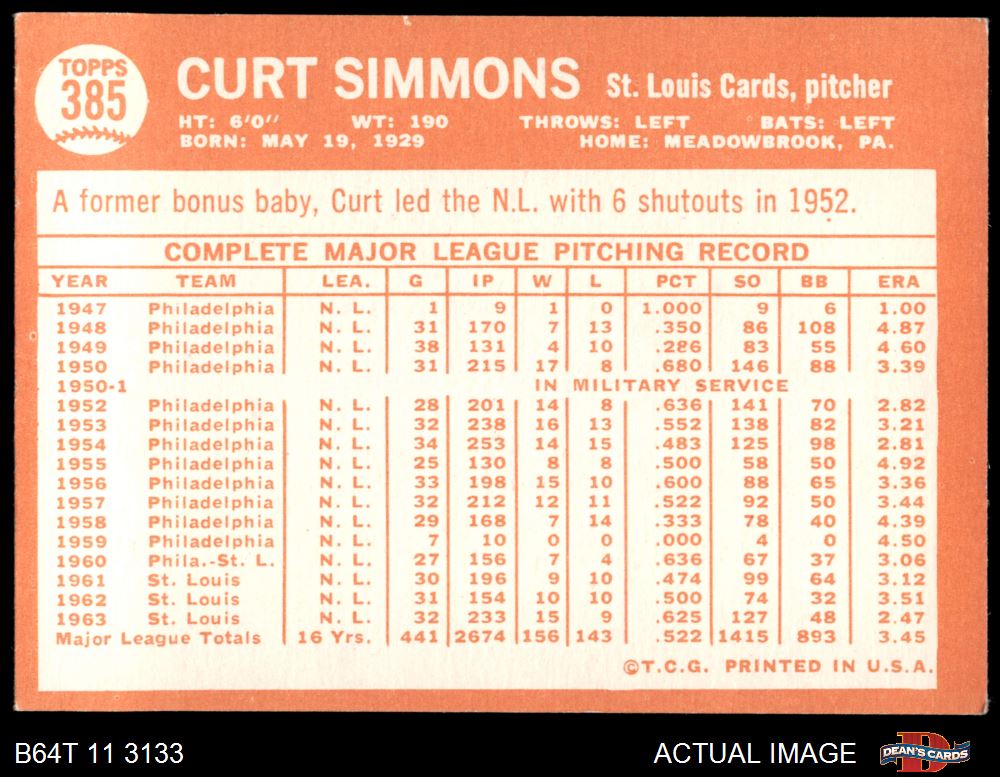 TOPPS
385
CURT SIMMONS St. Louis Cards, pitcher
HT: 6'0'' WT: 190 THROWS: LEFT BATS: LEFT
BORN: MAY 19, 1929 HOME: MEADOWBROOK, PA.
A former bonus baby, Curt led the N.L. with 6 shutouts in 1952.
COMPLETE MAJOR LEAGUE PITCHING RECORD
YEAR TEAM LEA. G IP W L PCT SO BB ERA
1947 Philadelphia N. L. 1 9 1 0 1.000 9 6 1.00
1948 Philadelphia N. L. 31 170 7 13 .350 86 108 4.87
1949 Philadelphia N. L. 38 131 4 10 .286 83 55 4.60
1950 Philadelphia N. L. 31 215 17 8 .680 146 88 3.39
1950-1 IN MILITARY SERVICE
1952 Philadelphia N. L. 28 201 14 8 .636 141 70 2.82
1953 Philadelphia N. L. 32 238 16 13 .552 138 82 3.21
1954 Philadelphia N. L. 34 253 14 15 .483 125 98 2.81
1955 Philadelphia N. L. 25 130 8 8 .500 58 50 4.92
1956 Philadelphia N. L. 33 198 15 10 .600 88 65 3.36
1957 Philadelphia N. L. 32 212 12 11 .522 92 50 3.44
1958 Philadelphia N. L. 29 168 7 14 .333 78 40 4.39
1959 Philadelphia N. L. 7 10 0 0 .000 4 0 4.50
1960 Phila.-St. L. N. L. 27 156 7 4 .636 67 37 3.06
1961 St. Louis N. L. 30 196 9 10 .474 99 64 3.12
1962 St. Louis N. L. 31 154 10 10 .500 74 32 3.51
1963 St. Louis N. L. 32 233 15 9 .625 127 48 2.47
Major League Totals 16 Yrs. 441 2674 156 143 .522 1415 893 3.45
©T.C.G. PRINTED IN U.S.A.
B64T 11 3133 ACTUAL IMAGE DEAN'S CARDS